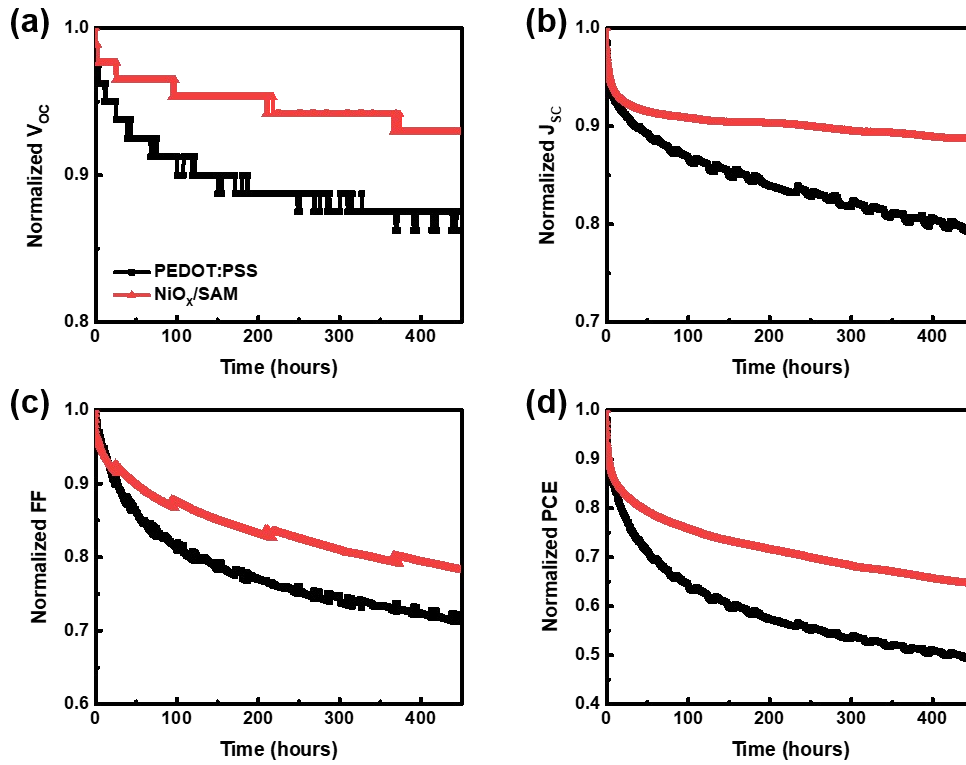 (a)
1.0
0.9
0.8
Normalized V_OC
PEDOT:PSS
NiO_X/SAM
0 100 200 300 400
Time (hours)
(b)
1.0
0.9
0.8
0.7
Normalized J_SC
0 100 200 300 400
Time (hours)
(c)
1.0
0.9
0.8
0.7
0.6
Normalized FF
0 100 200 300 400
Time (hours)
(d)
1.0
0.9
0.8
0.7
0.6
0.5
0.4
Normalized PCE
0 100 200 300 400
Time (hours)